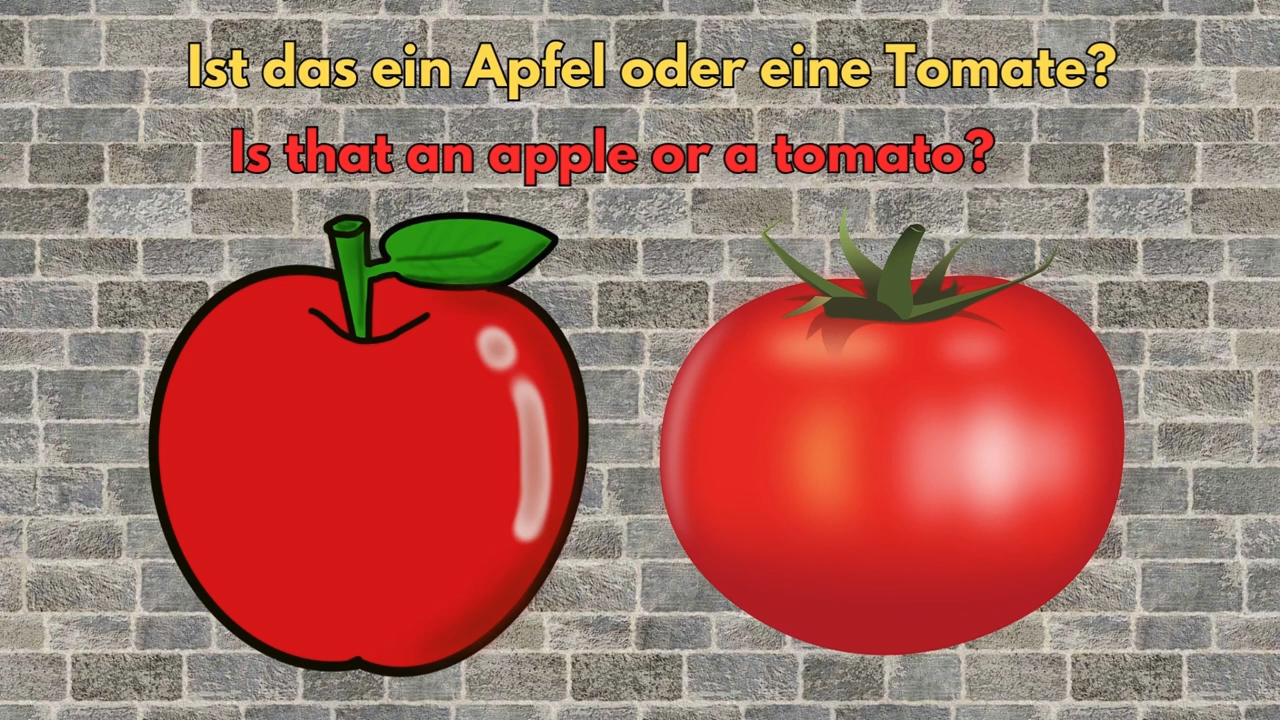 Ist das ein Apfel oder eine Tomate?
Is that an apple or a tomato?